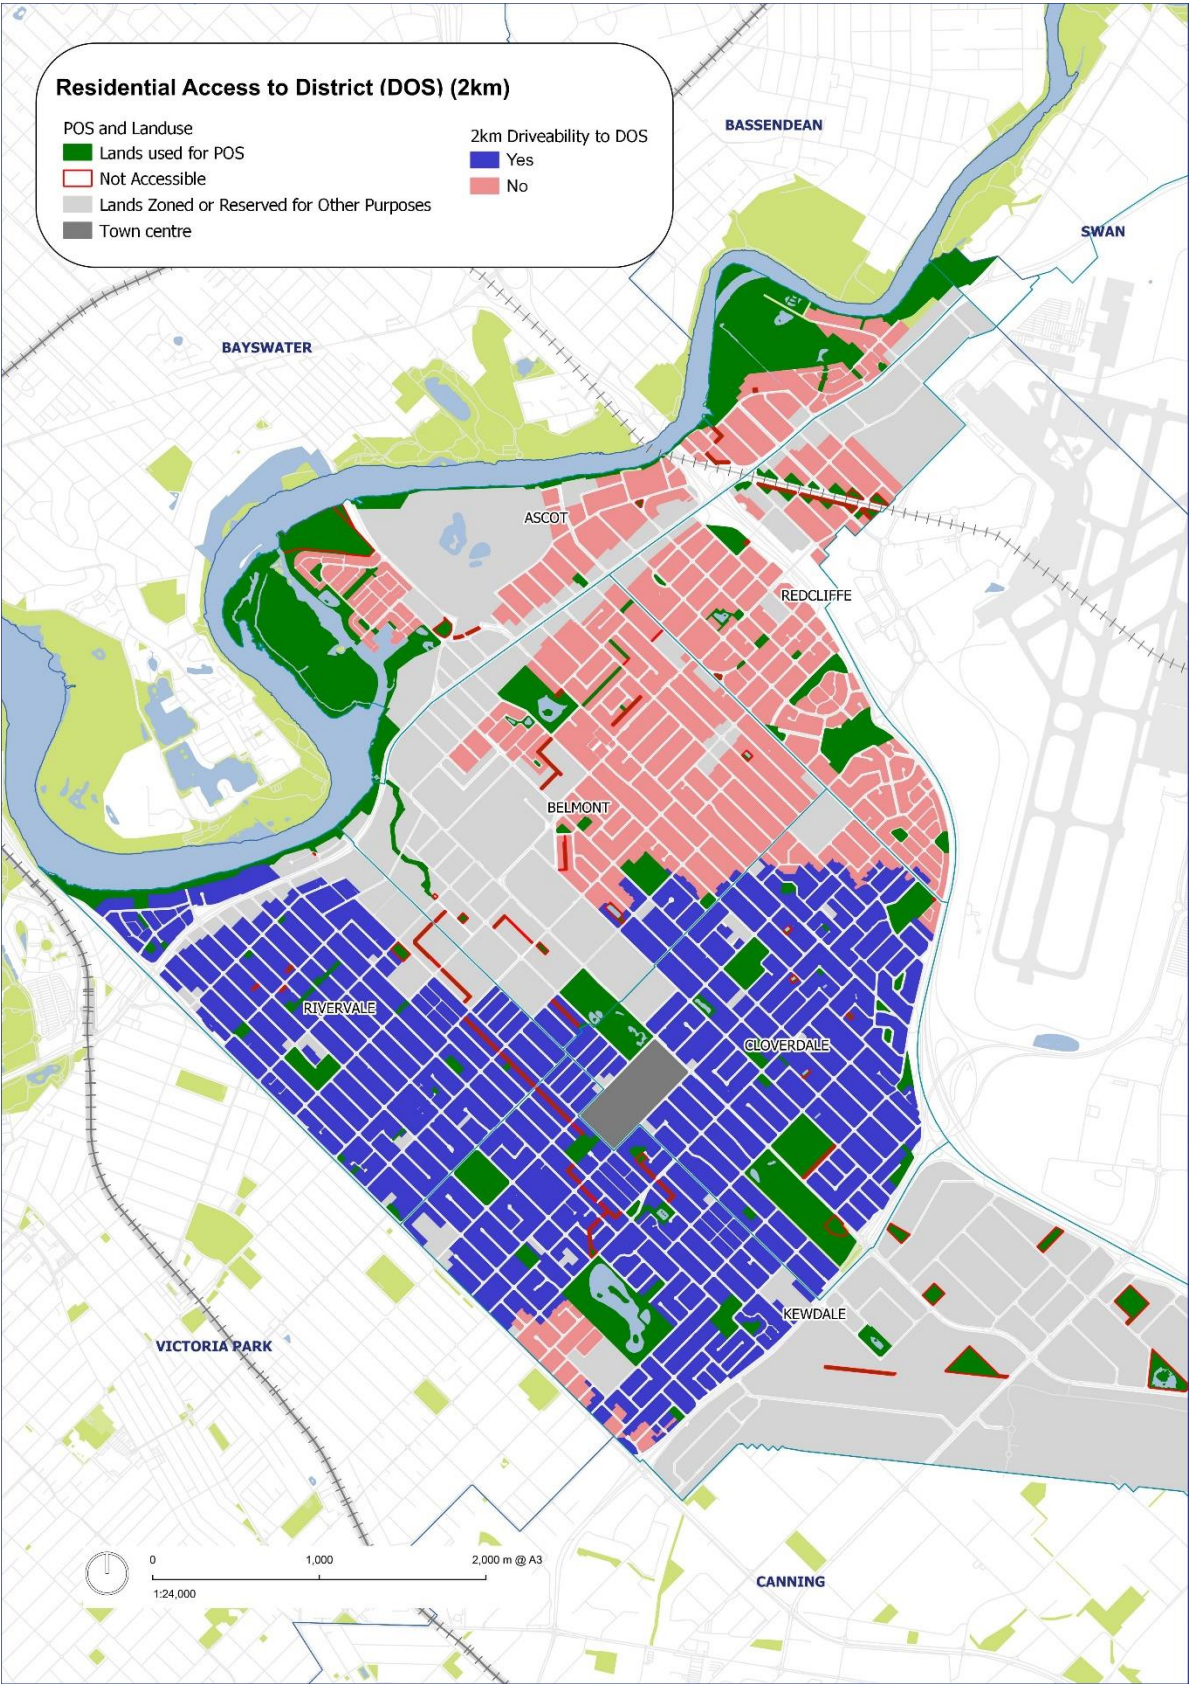 Residential Access to District (DOS) (2km)
POS and Landuse
Lands used for POS
Not Accessible
Lands Zoned or Reserved for Other Purposes
Town centre
2km Driveability to DOS
Yes
No
BASSENDEAN
SWAN
BAYSWATER
ASCOT
REDCLIFFE
BELMONT
RIVERVALE
CLOVERDALE
KEWDALE
VICTORIA PARK
CANNING
0 1,000 2,000 m @ A3
1:24,000